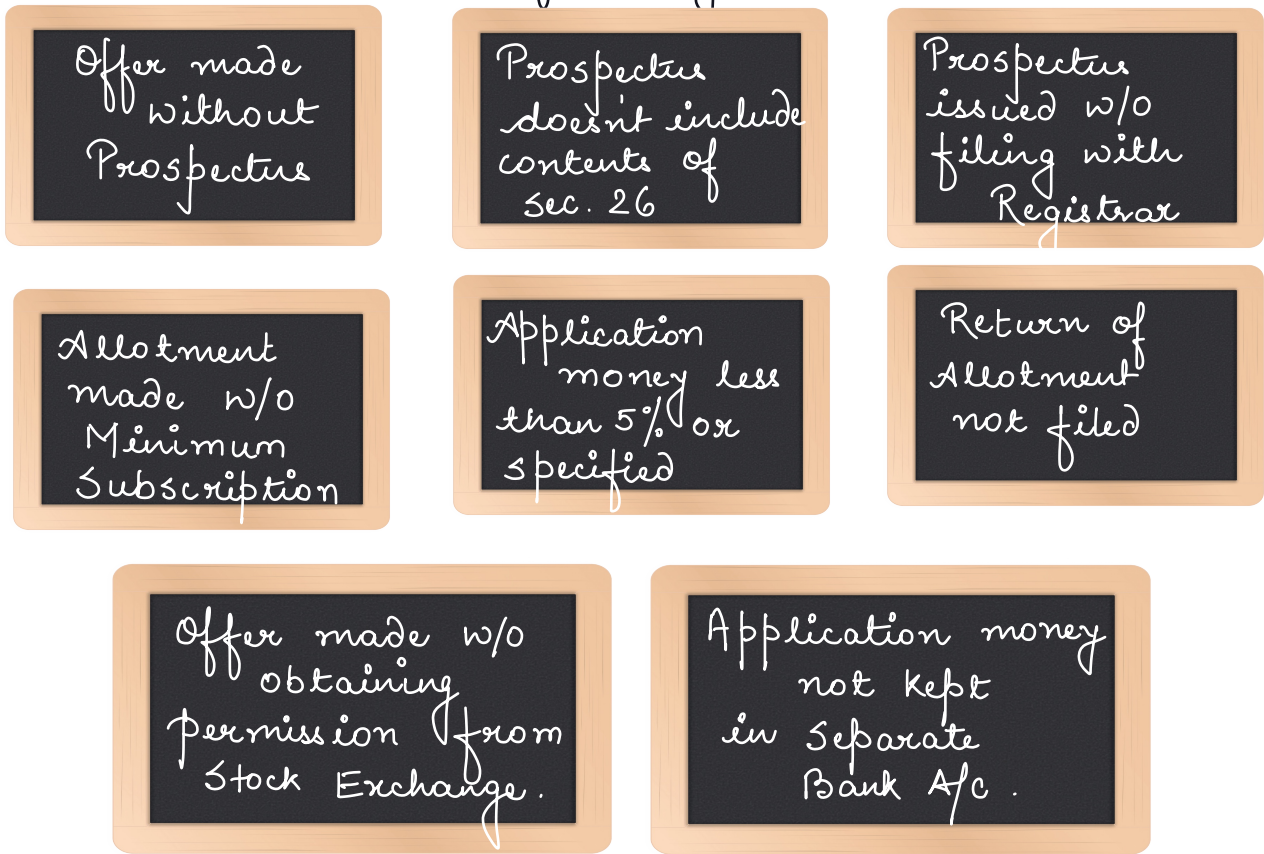 Offer made
without
Prospectus
Prospectus
doesn't include
contents of
sec. 26
Prospectus
issued w/o
filing with
Registrar
Allotment
made w/o
Minimum
Subscription
Application
money less
than 5% or
specified
Return of
Allotment
not filed
Offer made w/o
obtaining
permission from
Stock Exchange.
Application money
not kept
in Separate
Bank A/c.